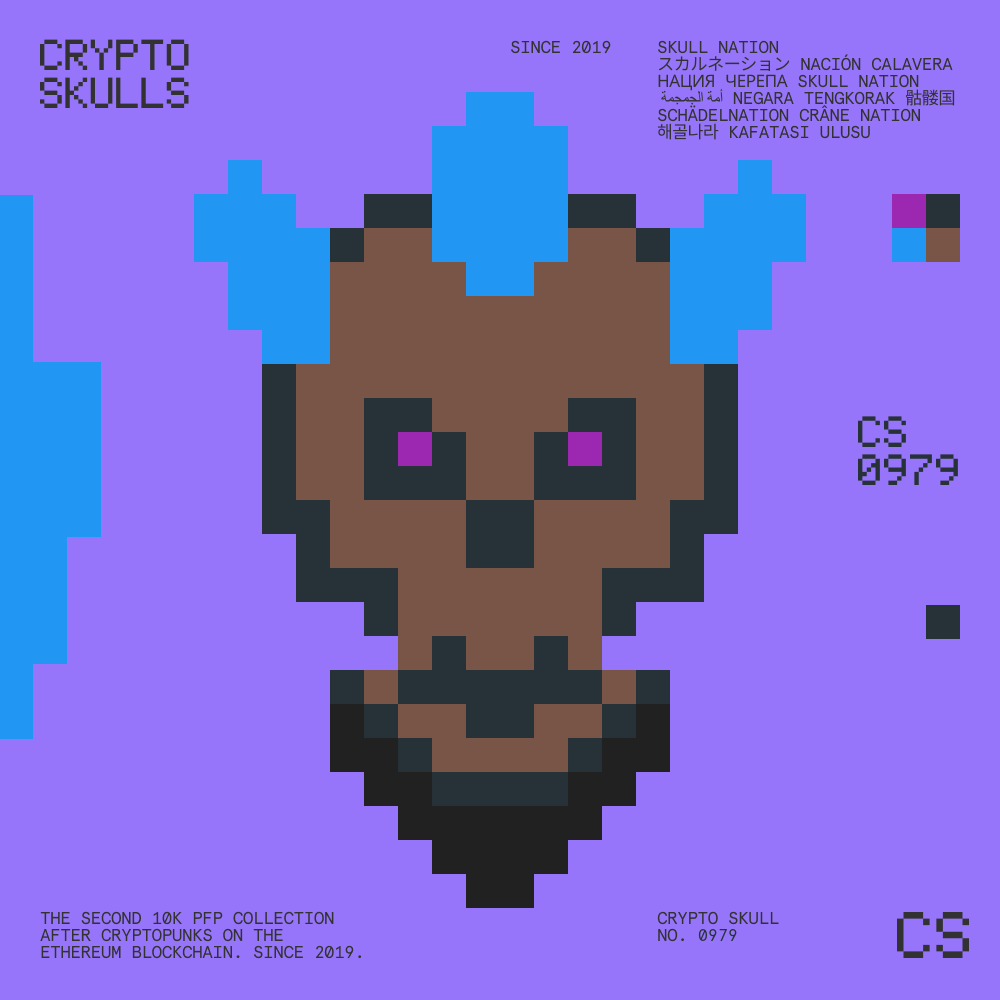 CRYPTO
SKULLS
SINCE 2019
SKULL NATION
スカルネーション NACIÓN CALAVERA
НАЦИЯ ЧЕРЕПА SKULL NATION
أمة الجمجمة NEGARA TENGKORAK 骷髅国
SCHÄDELNATION CRÂNE NATION
해골나라 KAFATASI ULUSU
CS
0979
THE SECOND 10K PFP COLLECTION
AFTER CRYPTOPUNKS ON THE
ETHEREUM BLOCKCHAIN. SINCE 2019.
CRYPTO SKULL
NO. 0979
CS